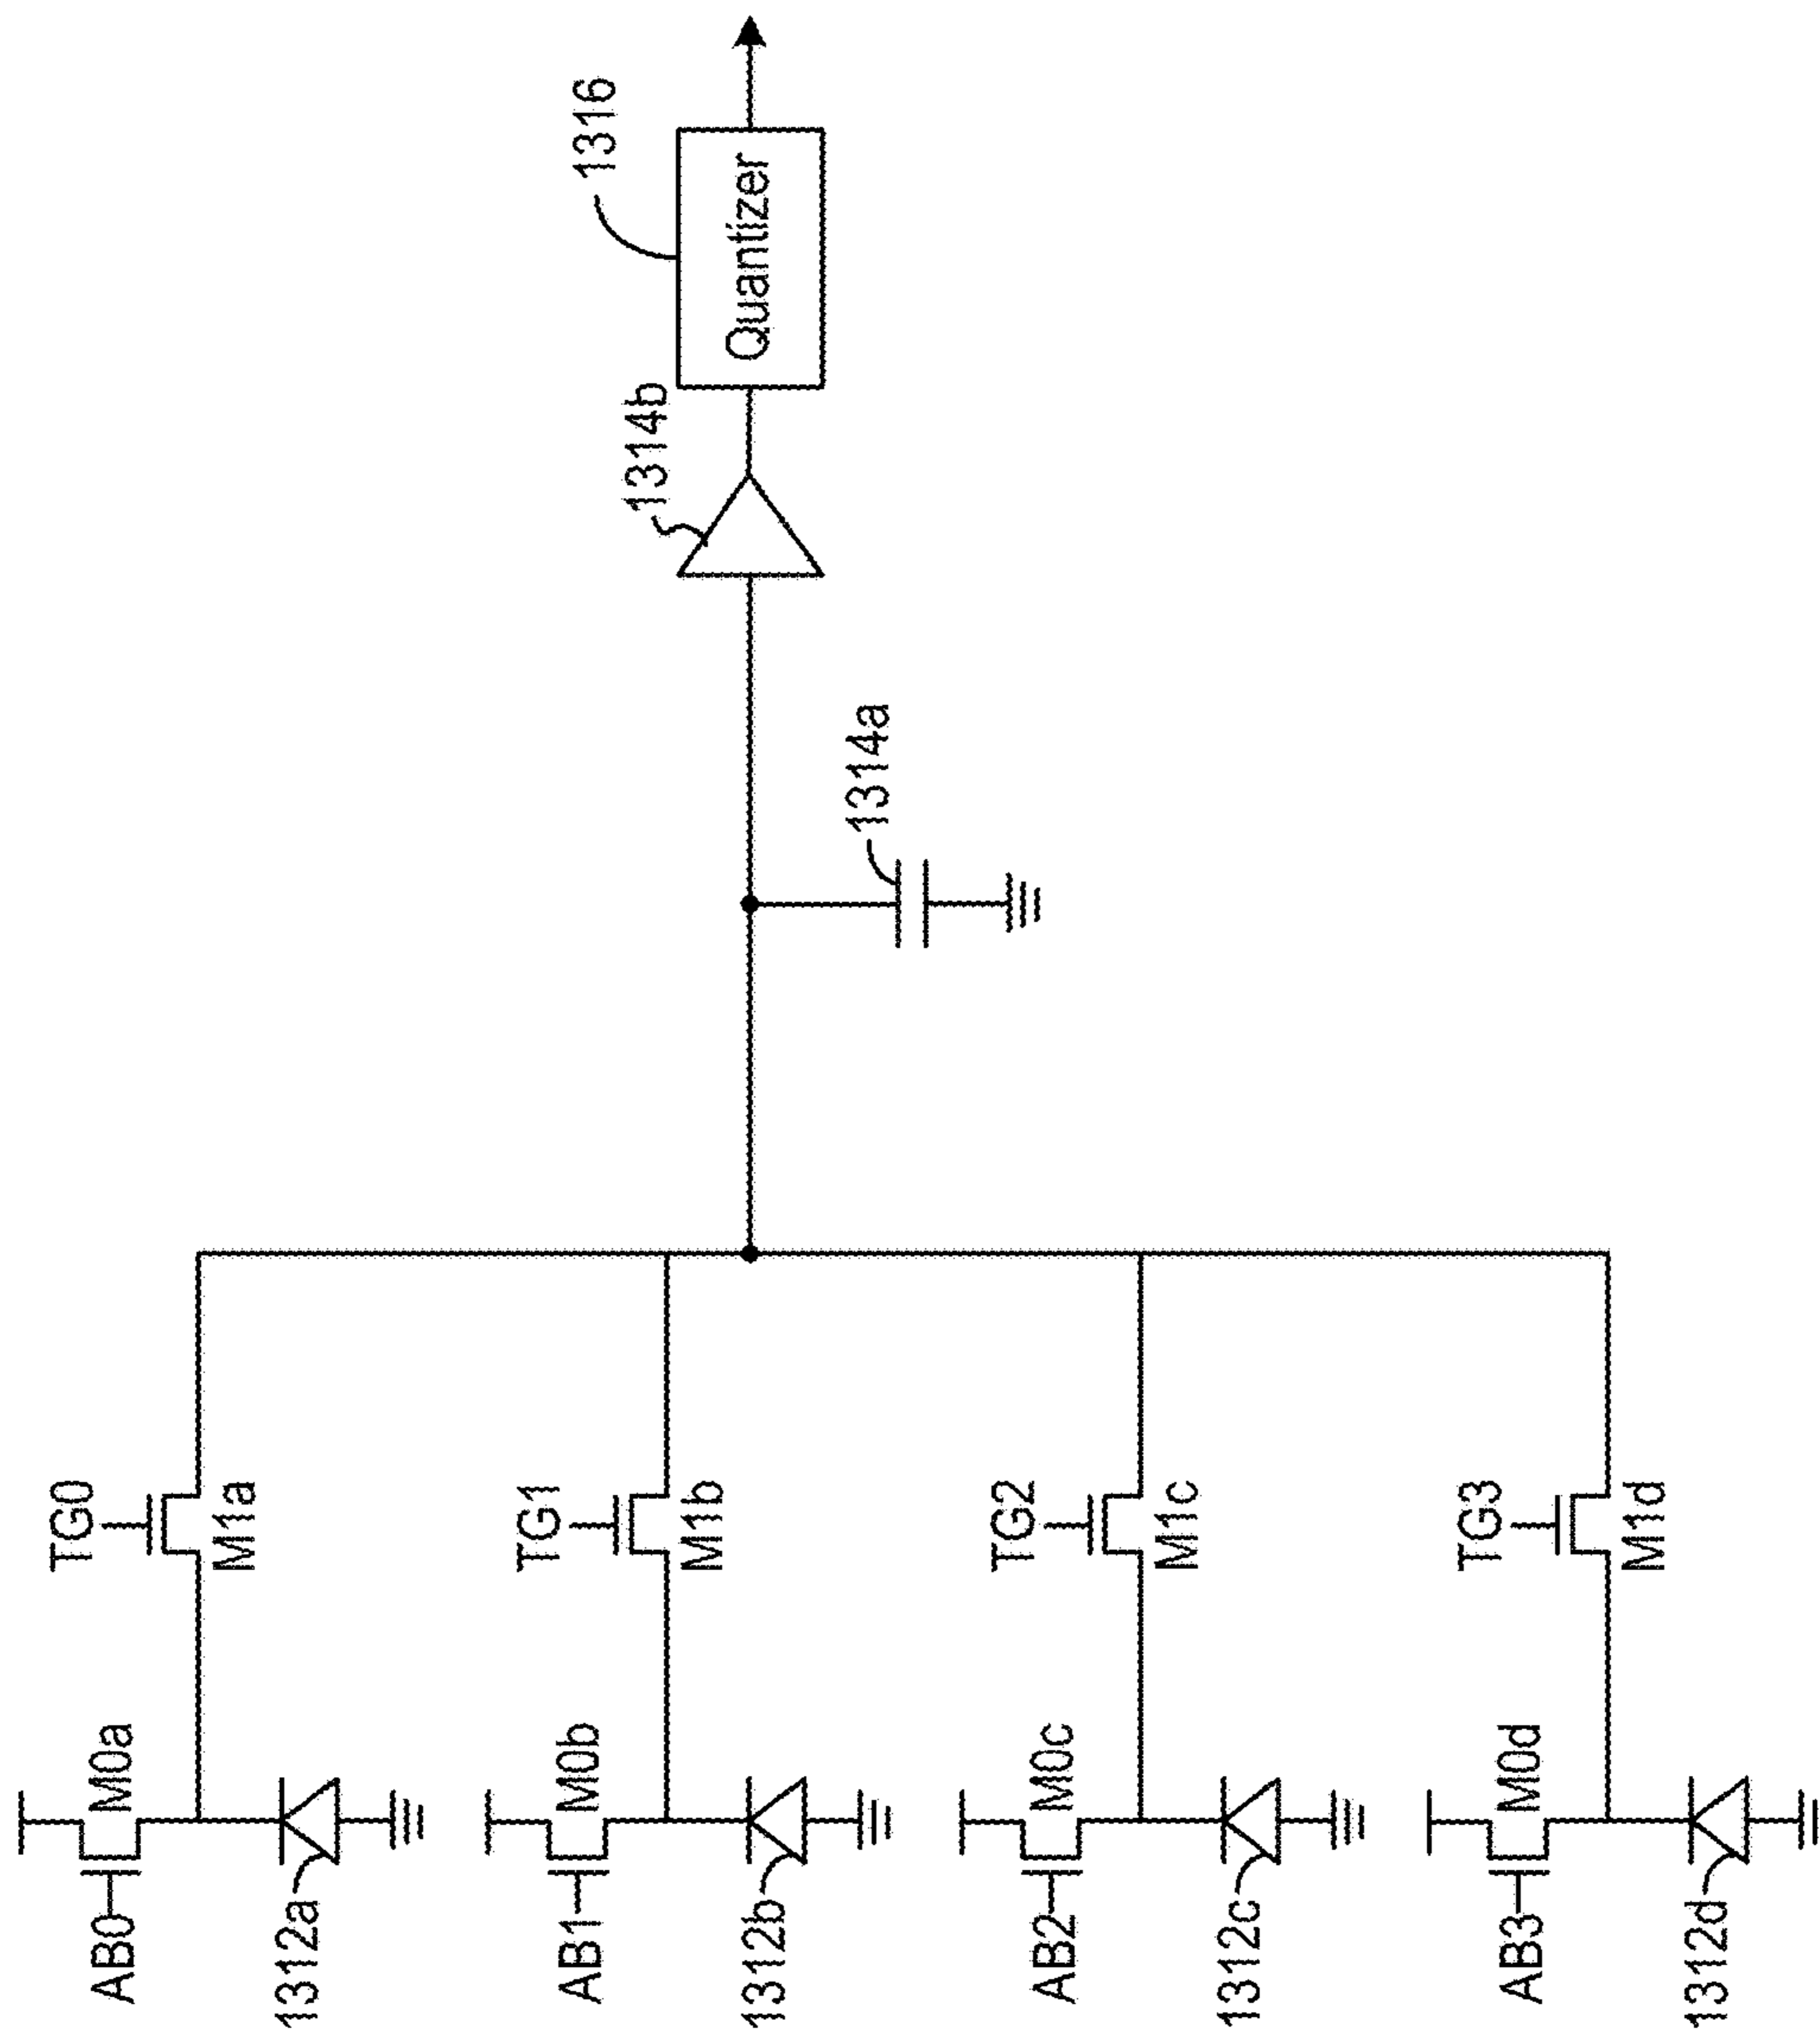 AB0
M0a
1312a
TG0
M1a
AB1
M0b
1312b
TG1
M1b
AB2
M0c
1312c
TG2
M1c
AB3
M0d
1312d
TG3
M1d
1314a
1314b
1316
Quantizer